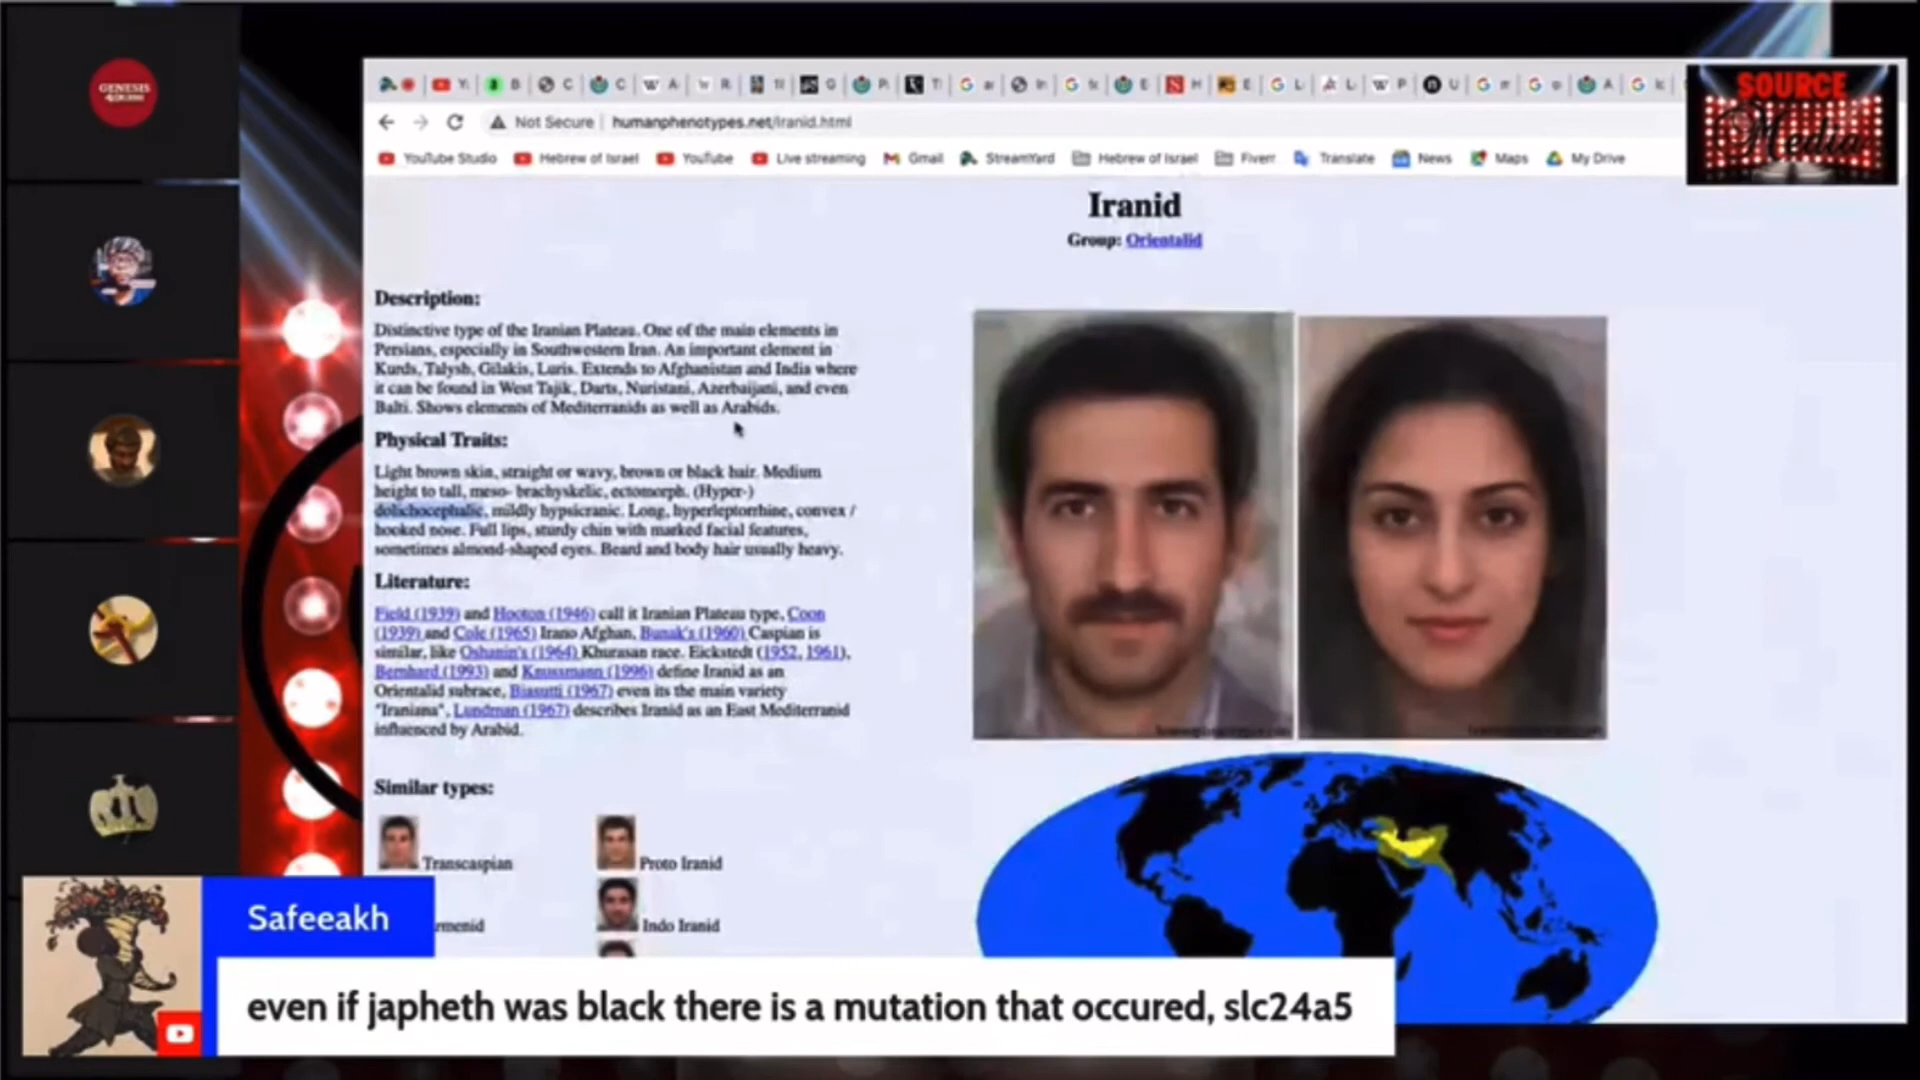 GENESIS
SOURCE
Media
Not Secure | humanphenotypes.net/iranid.html
YouTube Studio Hebrew of Israel YouTube Live streaming Gmail StreamYard Hebrew of Israel Fiverr Translate News Maps My Drive
Iranid
Group: Orientalid
Description:
Distinctive type of the Iranian Plateau. One of the main elements in
Persians, especially in Southwestern Iran. An important element in
Kurds, Talysh, Gilakis, Luris. Extends to Afghanistan and India where
it can be found in West Tajik, Darts, Nuristani, Azerbaijani, and even
Balti. Shows elements of Mediterranids as well as Arabids.
Physical Traits:
Light brown skin, straight or wavy, brown or black hair. Medium
height to tall, meso- brachyskelic, ectomorph. (Hyper-)
dolichocephalic, mildly hypsicranic. Long, hyperleptorrhine, convex /
hooked nose. Full lips, sturdy chin with marked facial features,
sometimes almond-shaped eyes. Beard and body hair usually heavy.
Literature:
Field (1939) and Hooton (1946) call it Iranian Plateau type, Coon
(1939) and Cole (1965) Irano Afghan, Bunak's (1960) Caspian is
similar, like Oshanin's (1964) Khurasan race. Eickstedt (1952, 1961),
Bernhard (1993) and Knussmann (1996) define Iranid as an
Orientalid subrace, Biasutti (1967) even its the main variety
"Iraniana", Lundman (1967) describes Iranid as an East Mediterranid
influenced by Arabid.
Similar types:
Transcaspian Proto Iranid
rmenid Indo Iranid
Safeeakh
even if japheth was black there is a mutation that occured, slc24a5